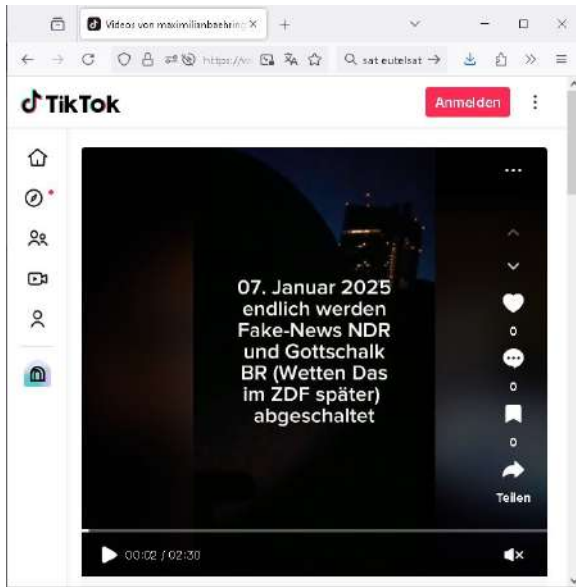 Videos von maximilianbaehring
https://w
sat eutelsat
TikTok
Anmelden
07. Januar 2025
endlich werden
Fake-News NDR
und Gottschalk
BR (Wetten Das
im ZDF später)
abgeschaltet
0
0
0
Teilen
00:02 / 02:30